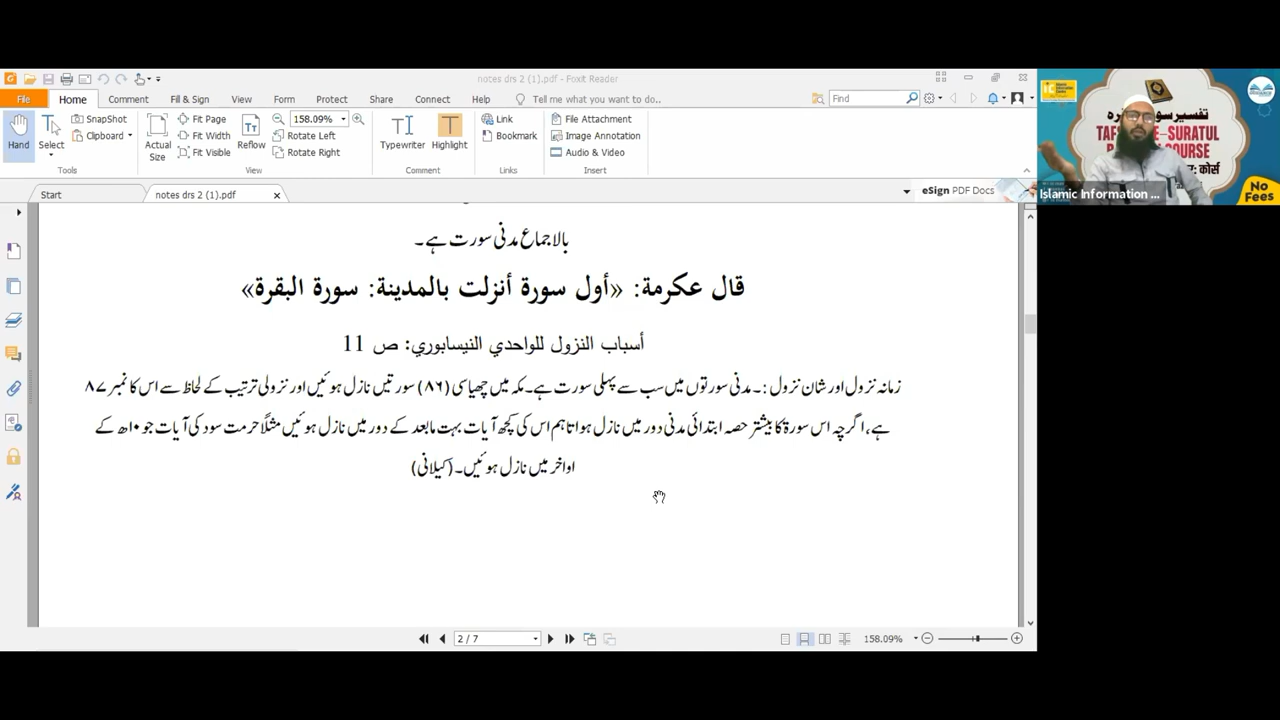 notes drs 2 (1).pdf - Foxit Reader
File Home Comment Fill & Sign View Form Protect Share Connect Help Tell me what you want to do.. Find
Hand
Select
SnapShot
Clipboard
Tools
Actual Size
Reflow
Fit Page
Fit Width
Fit Visible
158.09%
Rotate Left
Rotate Right
View
Typewriter
Highlight
Comment
Link
Bookmark
Links
File Attachment
Image Annotation
Audio & Video
Insert
Start
notes drs 2 (1).pdf
eSign PDF Docs
بالاجماع مدنی سورت ہے۔
قال عكرمة: «أول سورة أنزلت بالمدينة: سورة البقرة»
أسباب النزول للواحدي النيسابوري: ص 11
زمانہ نزول اور شان نزول :۔ مدنی سورتوں میں سب سے پہلی سورت ہے۔ مکہ میں چھیاسی (۸۶) سورتیں نازل ہوئیں اور نزولی ترتیب کے لحاظ سے اس کا نمبر ۸۷
ہے، اگرچہ اس سورۃ کا بیشتر حصہ ابتدائی مدنی دور میں نازل ہوا تاہم اس کی کچھ آیات بہت مابعد کے دور میں نازل ہوئیں مثلاً حرمت سود کی آیات جو ۱۰ھ کے
اواخر میں نازل ہوئیں۔ (کیلانی)
2 / 7
158.09%
TAFS E-SURATUL
COURSE
कोर्स
Islamic Information ...
No Fees